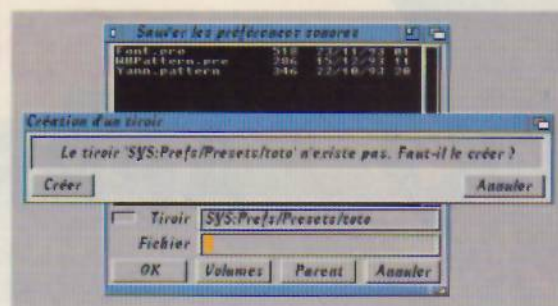 Sauver les préférences sonores
Font.pre 518 23/11/93 01
WBPattern.pre 286 15/12/93 11
Yann.pattern 346 22/10/93 20
Création d'un tiroir
Le tiroir 'SYS:Prefs/Presets/toto' n'existe pas. Faut-il le créer ?
Créer Annuler
Tiroir SYS:Prefs/Presets/toto
Fichier
OK Volumes Parent Annuler